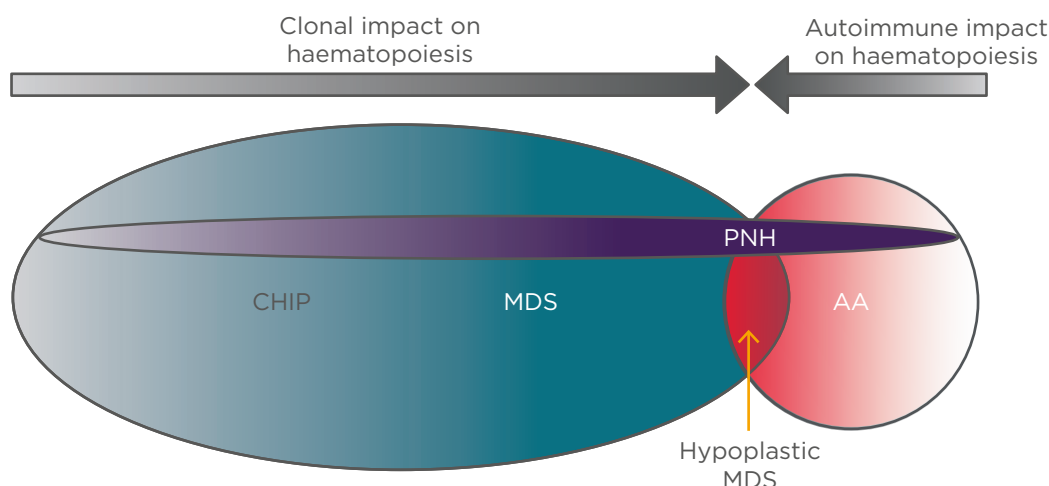 Clonal impact on
haematopoiesis
Autoimmune impact
on haematopoiesis
PNH
CHIP
MDS
AA
Hypoplastic
MDS